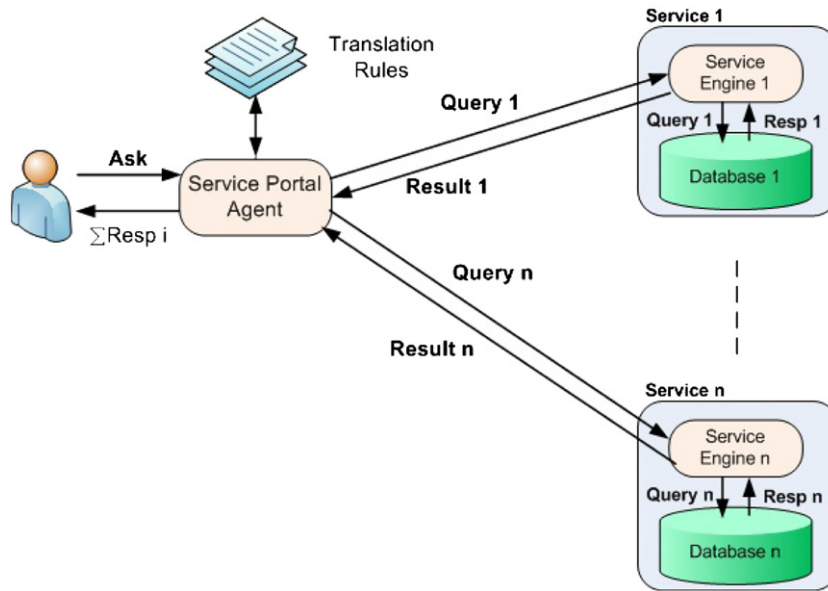 Service 1
Translation
Rules
Service
Engine 1
Query 1
Query 1
Resp 1
Ask
Service Portal
Agent
Result 1
Database 1
∑Resp i
Query n
Result n
Service n
Service
Engine n
Query n
Resp n
Database n